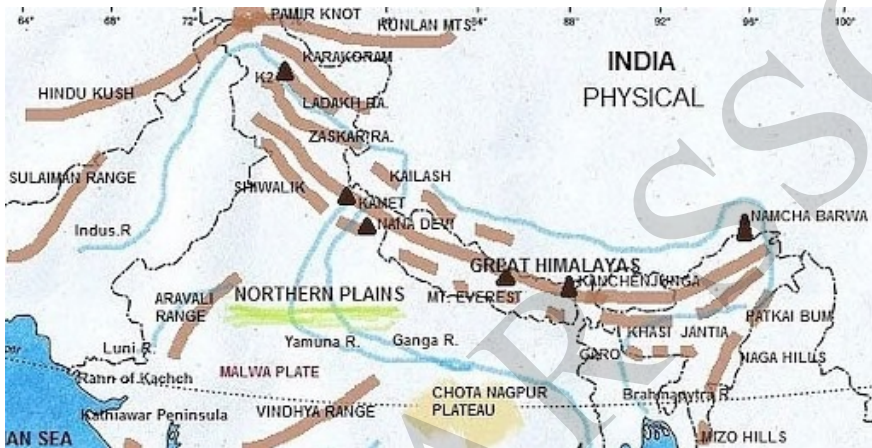 64°
68°
72°
76°
92°
96°
100°
PAMIR KNOT
KUNLAN MTS.
KARAKORAM
INDIA
PHYSICAL
K2
HINDU KUSH
LADAKH RA.
ZASKAR RA.
SULAIMAN RANGE
SHIWALIK
KAILASH
KAMET
NANA DEVI
NAMCHA BARWA
Indus.R
GREAT HIMALAYAS
KANCHENJUNGA
MT. EVEREST
NORTHERN PLAINS
ARAVALI
RANGE
PATKAI BUM
KHASI JANTIA
GARO
NAGA HILLS
Luni R.
Yamuna R.
Ganga R.
MALWA PLATE
Rann of Kachch
CHOTA NAGPUR
PLATEAU
Brahmaputra R.
Kathiawar Peninsula
VINDHYA RANGE
AN SEA
MIZO HILLS